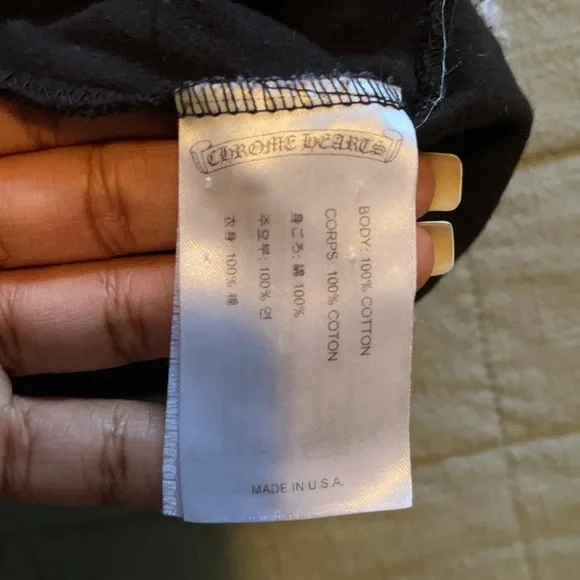 CHROME HEARTS
BODY: 100% COTTON
CORPS: 100% COTON
身ごろ: 綿 100%
주요부: 100% 면
衣身: 100% 棉
MADE IN U.S.A.